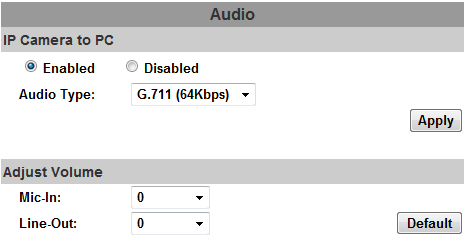 Audio
IP Camera to PC
Enabled Disabled
Audio Type: G.711 (64Kbps)
Apply
Adjust Volume
Mic-In: 0
Line-Out: 0 Default